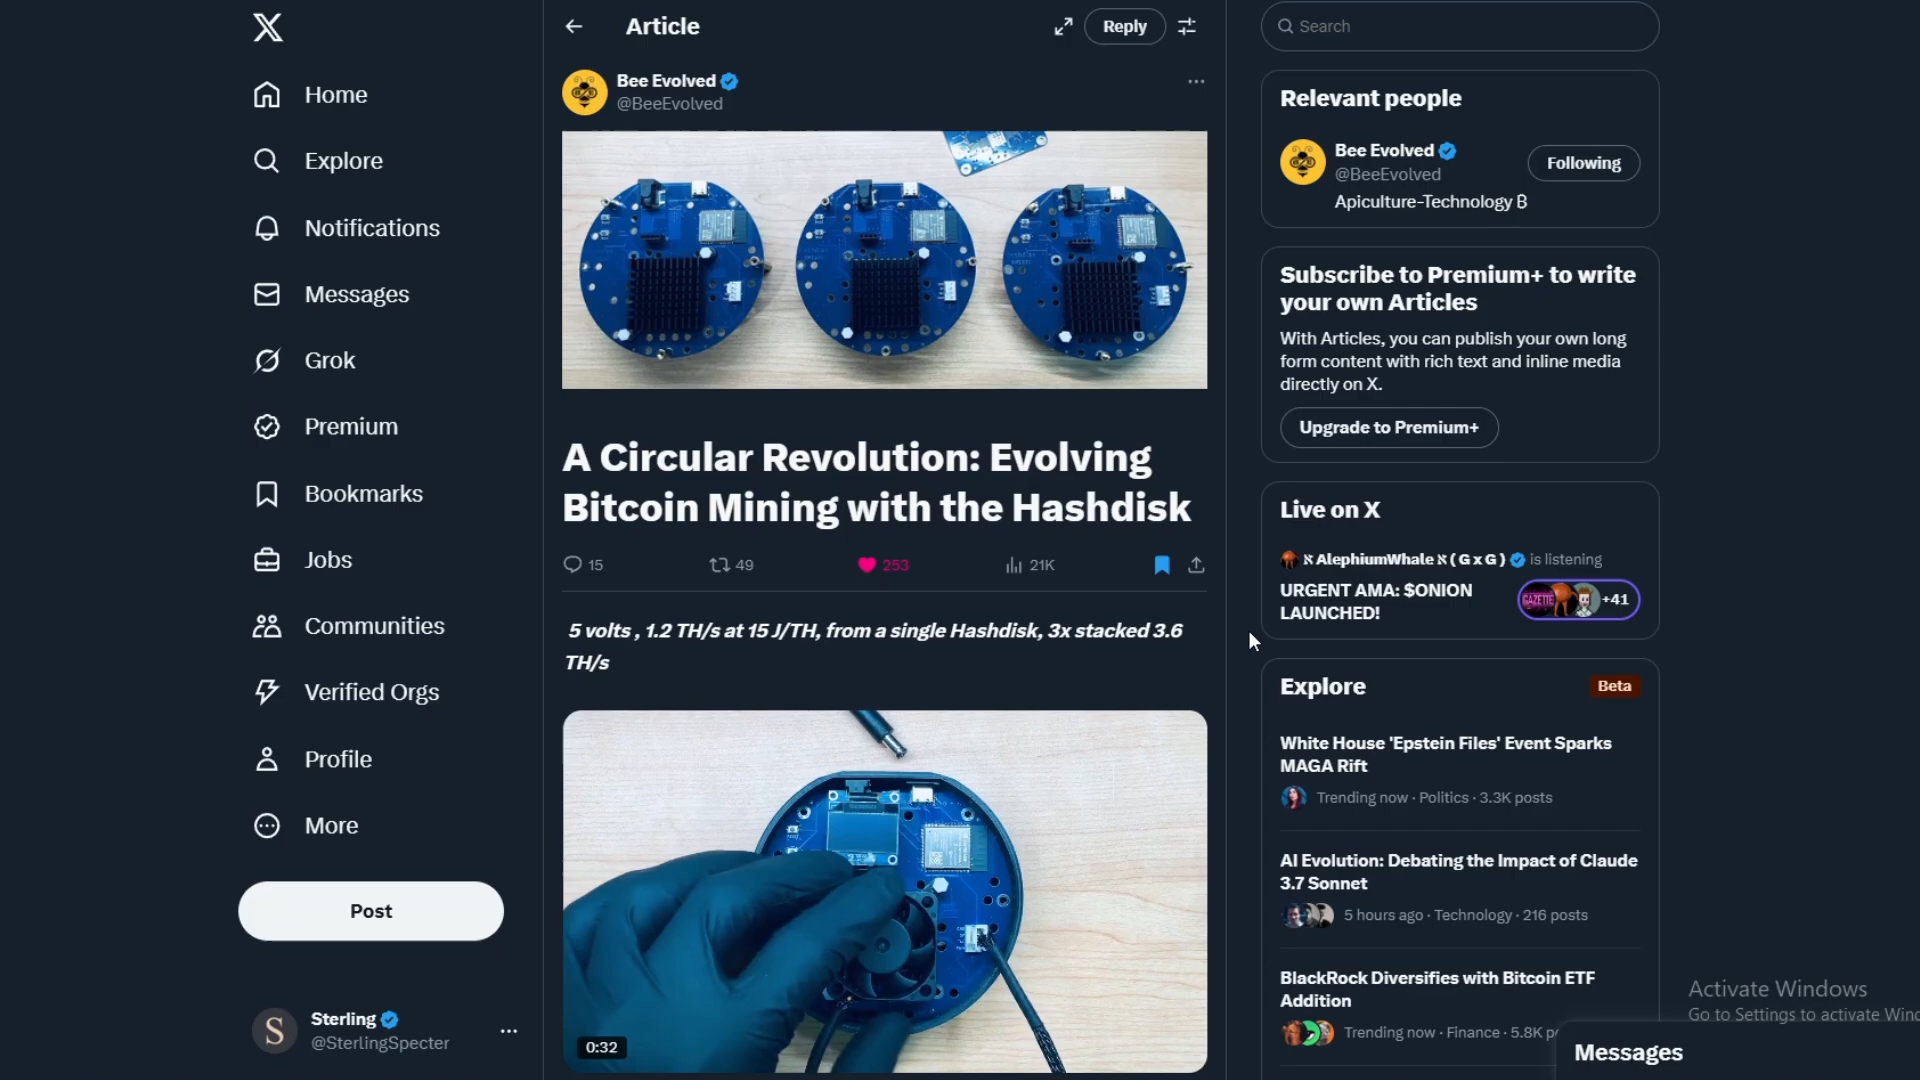 Home
Explore
Notifications
Messages
Grok
Premium
Bookmarks
Jobs
Communities
Verified Orgs
Profile
More
Post
Sterling
@SterlingSpecter
Article
Reply
Bee Evolved
@BeeEvolved
A Circular Revolution: Evolving
Bitcoin Mining with the Hashdisk
15
49
253
21K
5 volts , 1.2 TH/s at 15 J/TH, from a single Hashdisk, 3x stacked 3.6
TH/s
0:32
Search
Relevant people
Bee Evolved
@BeeEvolved
Following
Apiculture-Technology ₿
Subscribe to Premium+ to write
your own Articles
With Articles, you can publish your own long
form content with rich text and inline media
directly on X.
Upgrade to Premium+
Live on X
ℵ AlephiumWhale ℵ ( G x G ) is listening
URGENT AMA: $ONION
LAUNCHED!
GAZETTE
+41
Explore
Beta
White House 'Epstein Files' Event Sparks
MAGA Rift
Trending now · Politics · 3.3K posts
AI Evolution: Debating the Impact of Claude
3.7 Sonnet
5 hours ago · Technology · 216 posts
BlackRock Diversifies with Bitcoin ETF
Addition
Trending now · Finance · 5.8K
Activate Windows
Go to Settings to activate
Messages